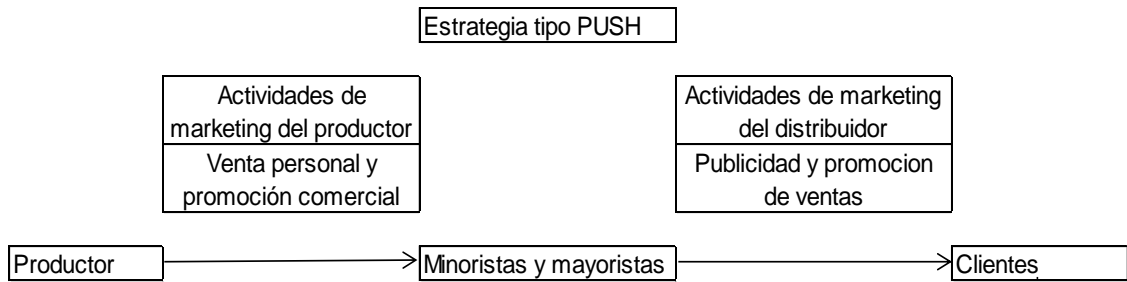 Estrategia tipo PUSH
Actividades de
marketing del productor
Venta personal y
promoción comercial
Actividades de marketing
del distribuidor
Publicidad y promocion
de ventas
Productor
Minoristas y mayoristas
Clientes